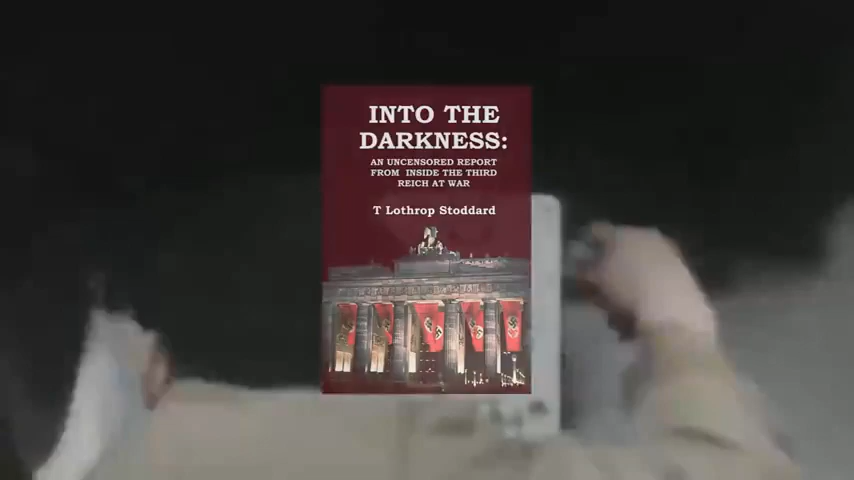 INTO THE
DARKNESS:
AN UNCENSORED REPORT
FROM INSIDE THE THIRD
REICH AT WAR
T Lothrop Stoddard